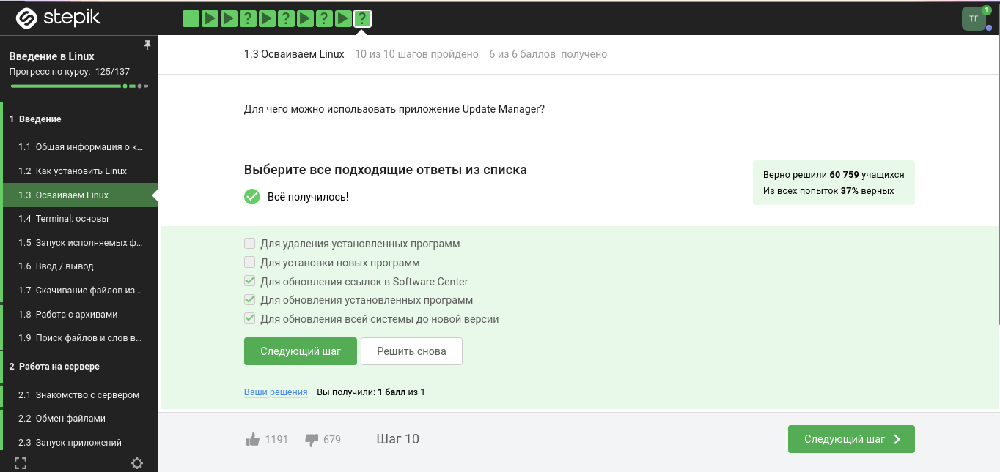 stepik
? ? ? ?
ТГ
1
Введение в Linux
Прогресс по курсу: 125/137
1 Введение
1.1 Общая информация о к...
1.2 Как установить Linux
1.3 Осваиваем Linux
1.4 Terminal: основы
1.5 Запуск исполняемых ф...
1.6 Ввод / вывод
1.7 Скачивание файлов из...
1.8 Работа с архивами
1.9 Поиск файлов и слов в...
2 Работа на сервере
2.1 Знакомство с сервером
2.2 Обмен файлами
2.3 Запуск приложений
1.3 Осваиваем Linux 10 из 10 шагов пройдено 6 из 6 баллов получено
Для чего можно использовать приложение Update Manager?
Выберите все подходящие ответы из списка
Всё получилось!
Верно решили 60 759 учащихся
Из всех попыток 37% верных
Для удаления установленных программ
Для установки новых программ
Для обновления ссылок в Software Center
Для обновления установленных программ
Для обновления всей системы до новой версии
Следующий шаг Решить снова
Ваши решения Вы получили: 1 балл из 1
1191 679 Шаг 10 Следующий шаг